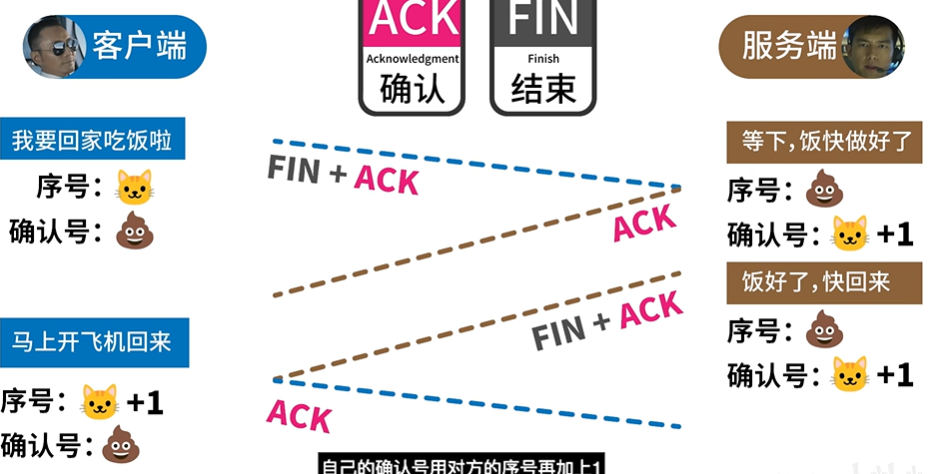 客户端
ACK
Acknowledgment
确认
FIN
Finish
结束
服务端
我要回家吃饭啦
序号：
确认号：
FIN + ACK
等下，饭快做好了
序号：
确认号： +1
ACK
饭好了，快回来
序号：
确认号： +1
FIN + ACK
马上开飞机回来
序号： +1
确认号：
ACK
自己的确认号用对方的序号再加上1